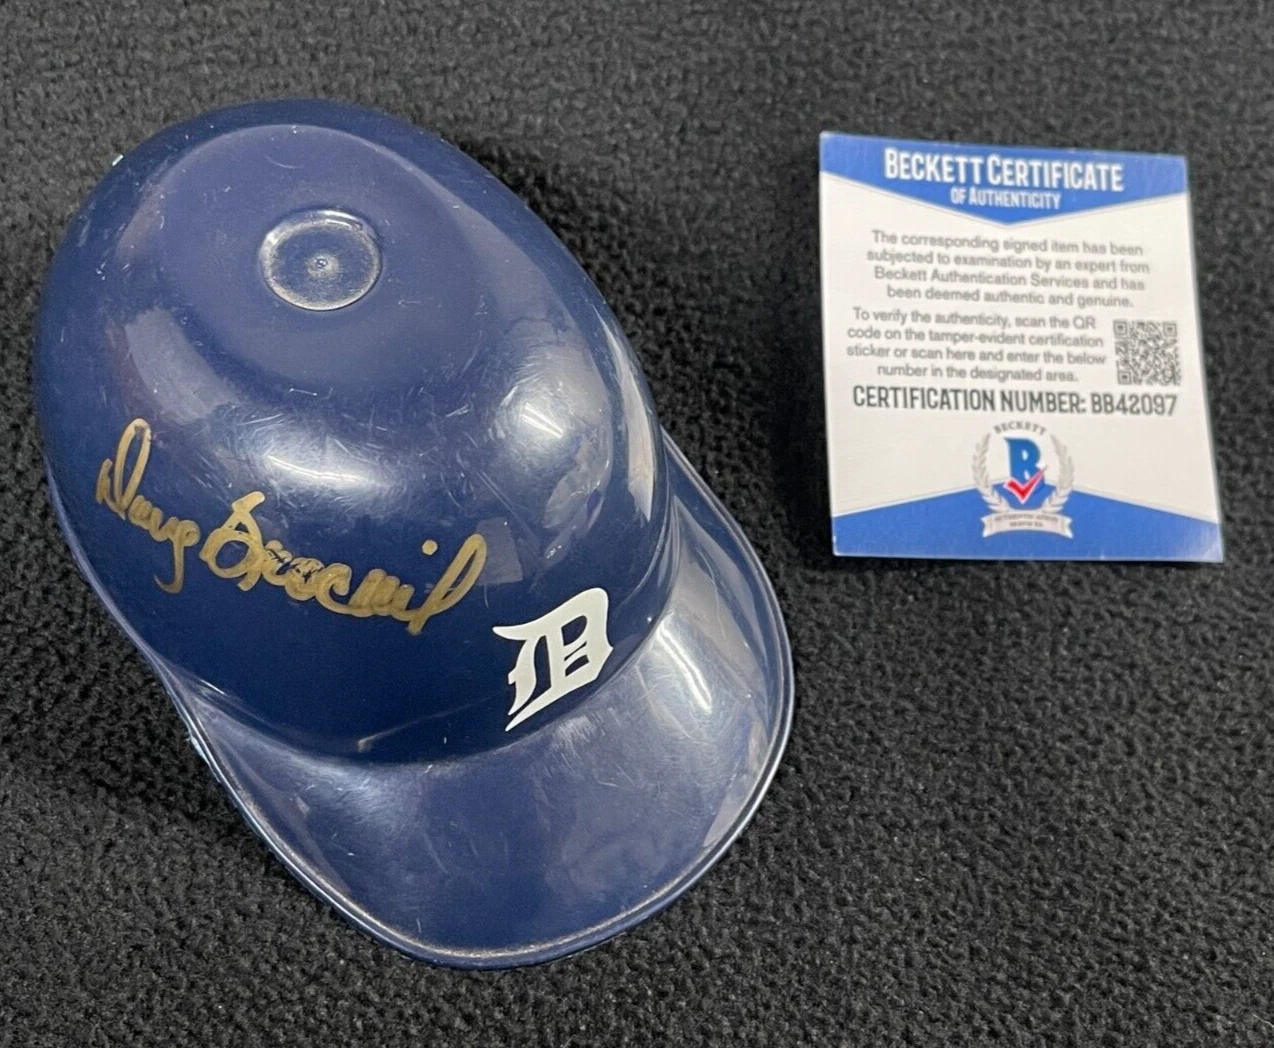 Doug Brocail
D
BECKETT CERTIFICATE
OF AUTHENTICITY
The corresponding signed item has been
subjected to examination by an expert from
Beckett Authentication Services and has
been deemed authentic and genuine.
To verify the authenticity, scan the QR
code on the tamper-evident certification
sticker or scan here and enter the below
number in the designated area.
CERTIFICATION NUMBER: BB42097
BECKETT
B